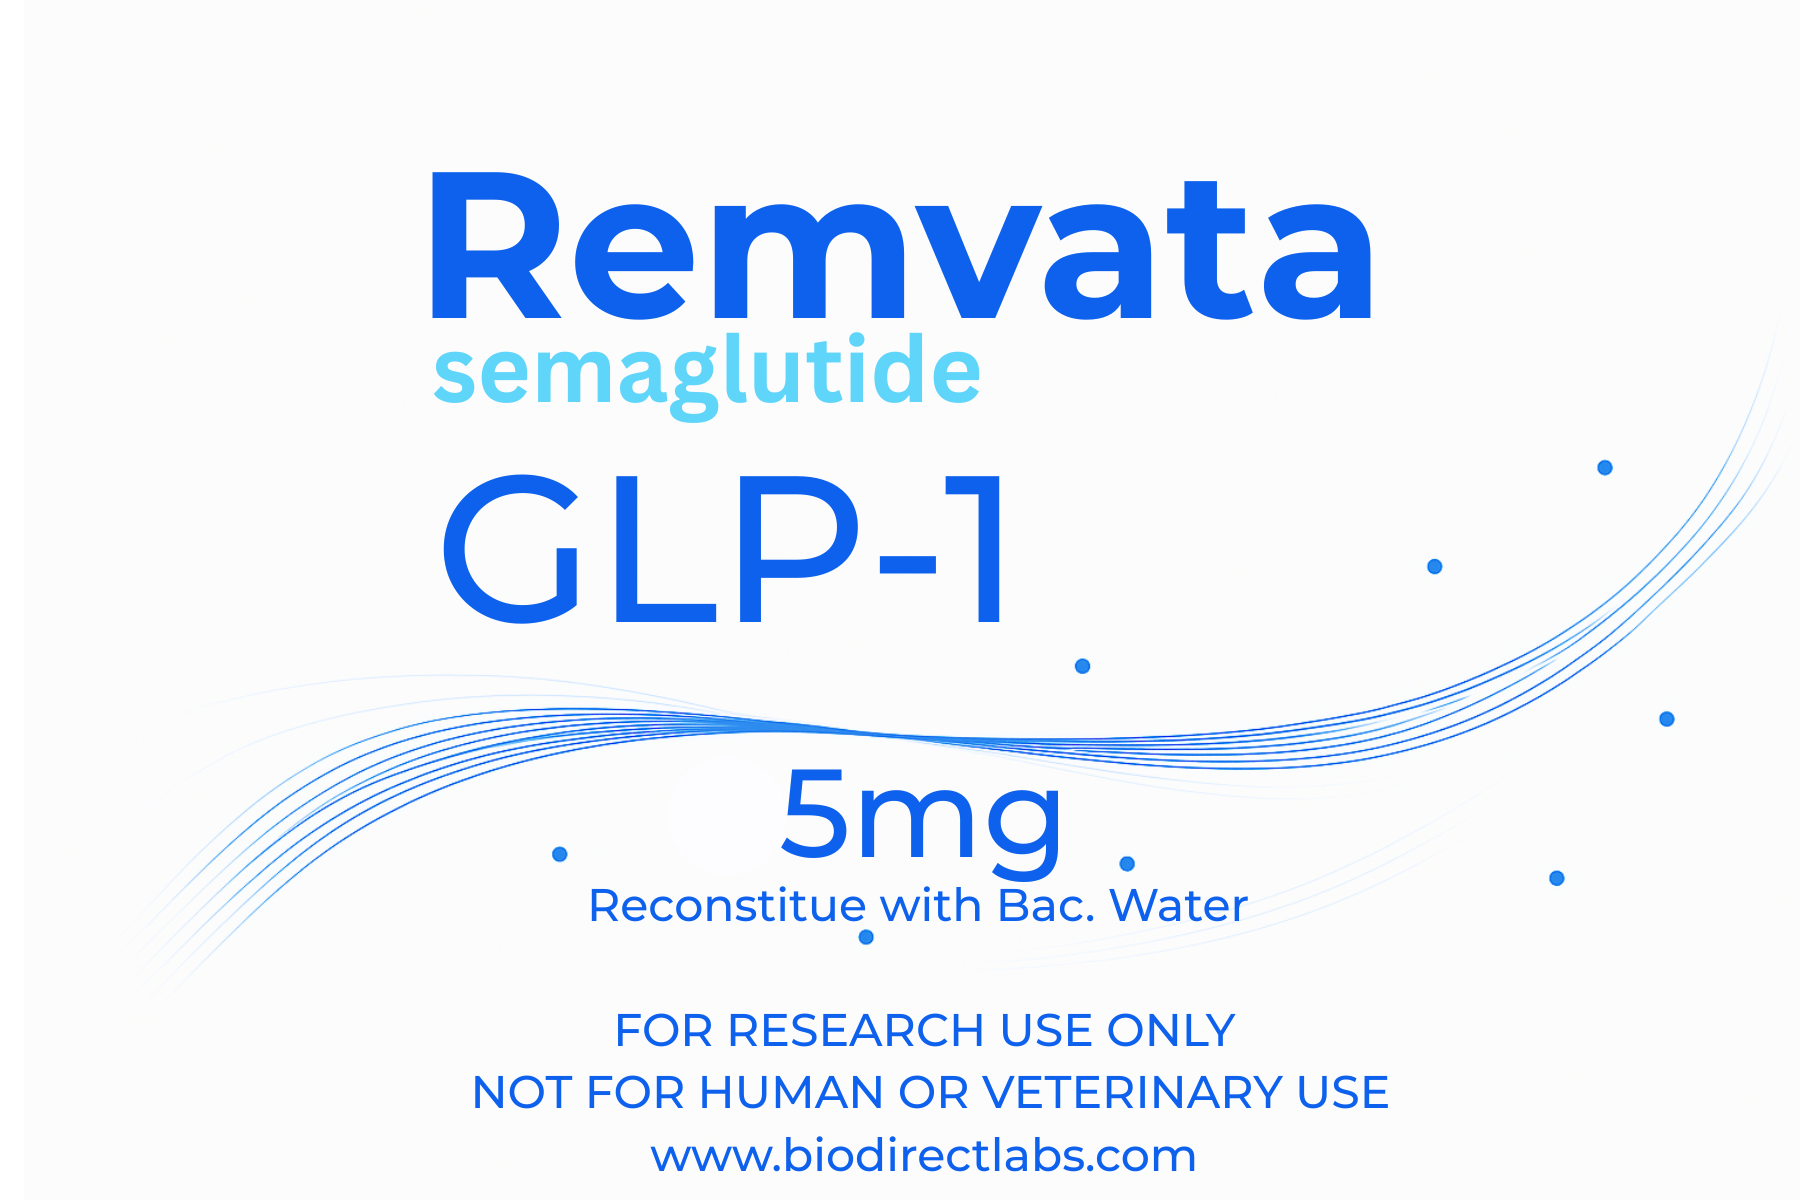 Remvata
semaglutide
GLP-1
5mg
Reconstitue with Bac. Water
FOR RESEARCH USE ONLY
NOT FOR HUMAN OR VETERINARY USE
www.biodirectlabs.com